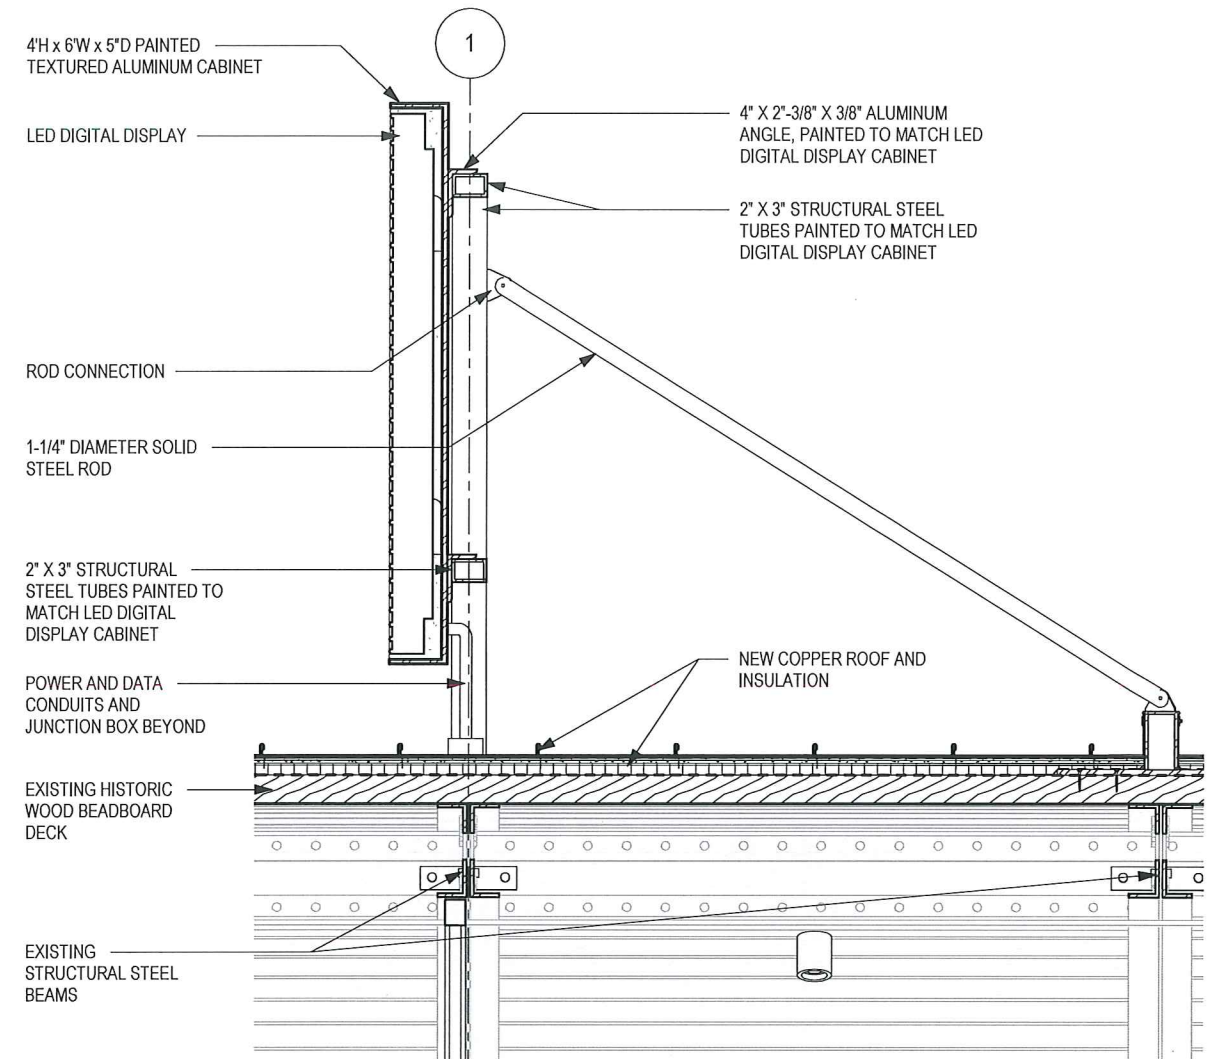 1
4'H x 6'W x 5"D PAINTED
TEXTURED ALUMINUM CABINET
LED DIGITAL DISPLAY
4" X 2"-3/8" X 3/8" ALUMINUM
ANGLE, PAINTED TO MATCH LED
DIGITAL DISPLAY CABINET
2" X 3" STRUCTURAL STEEL
TUBES PAINTED TO MATCH LED
DIGITAL DISPLAY CABINET
ROD CONNECTION
1-1/4" DIAMETER SOLID
STEEL ROD
2" X 3" STRUCTURAL
STEEL TUBES PAINTED TO
MATCH LED DIGITAL
DISPLAY CABINET
NEW COPPER ROOF AND
INSULATION
POWER AND DATA
CONDUITS AND
JUNCTION BOX BEYOND
EXISTING HISTORIC
WOOD BEADBOARD
DECK
EXISTING
STRUCTURAL STEEL
BEAMS